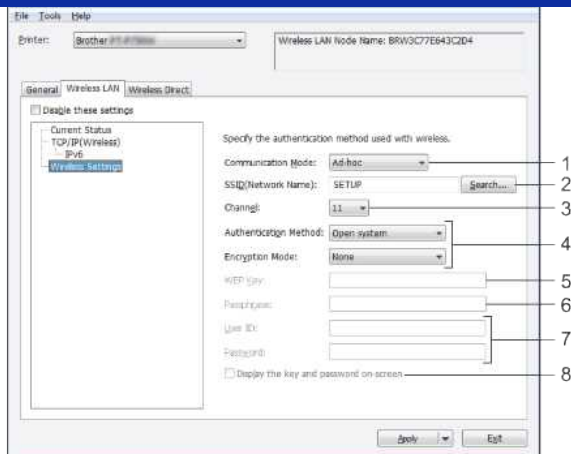 File Tools Help
Printer: Brother
Wireless LAN Node Name: BRW3C77E643C2D4
General Wireless LAN Wireless Direct
Disable these settings
Current Status
TCP/IP(Wireless)
IPv6
Wireless Settings
Specify the authentication method used with wireless.
Communication Mode: Ad-hoc 1
SSID(Network Name): SETUP Search... 2
Channel: 11 3
Authentication Method: Open system
4
Encryption Mode: None
WEP Key: 5
Passphrase: 6
User ID:
7
Password:
Display the key and password on-screen 8
Apply Exit